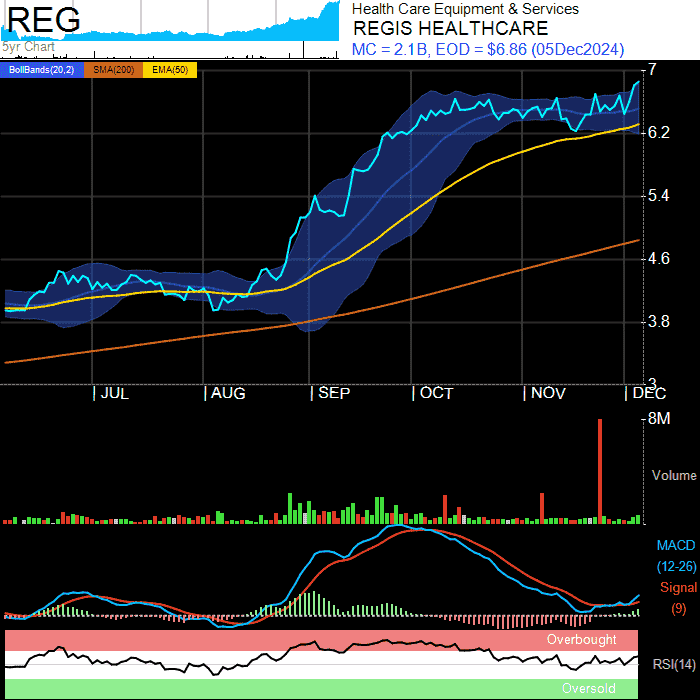 REG
5yr Chart
Health Care Equipment & Services
REGIS HEALTHCARE
MC = 2.1B, EOD = $6.86 (05Dec2024)
BollBands(20,2) SMA(200) EMA(50)
7
6.2
5.4
4.6
3.8
3
JUL AUG SEP OCT NOV DEC
8M
Volume
MACD
(12-26)
Signal
(9)
Overbought
RSI(14)
Oversold